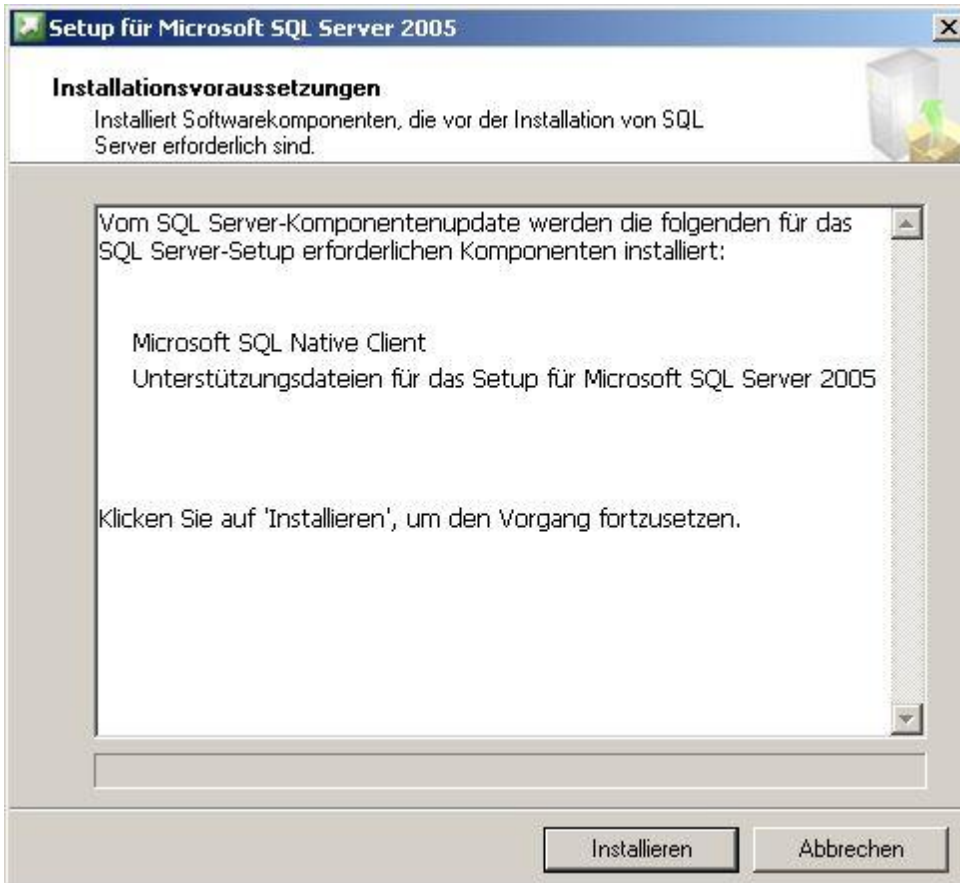 Setup für Microsoft SQL Server 2005
Installationsvoraussetzungen
Installiert Softwarekomponenten, die vor der Installation von SQL
Server erforderlich sind.
Vom SQL Server-Komponentenupdate werden die folgenden für das
SQL Server-Setup erforderlichen Komponenten installiert:
Microsoft SQL Native Client
Unterstützungsdateien für das Setup für Microsoft SQL Server 2005
Klicken Sie auf 'Installieren', um den Vorgang fortzusetzen.
Installieren
Abbrechen